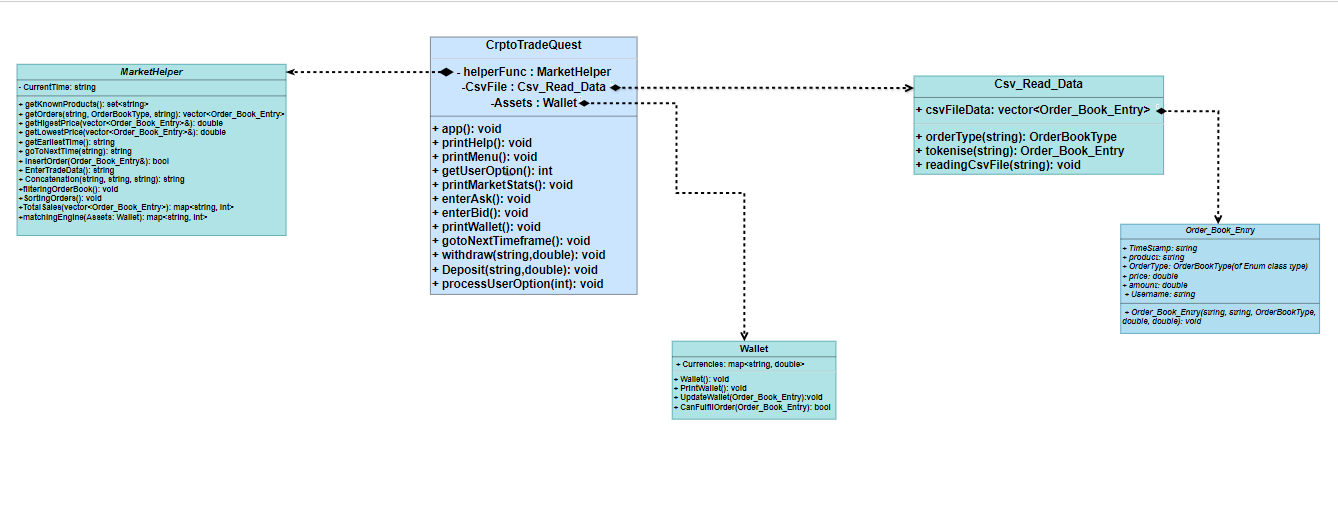 CrptoTradeQuest
- helperFunc : MarketHelper
-CsvFile : Csv_Read_Data
-Assets : Wallet
+ app(): void
+ printHelp(): void
+ printMenu(): void
+ getUserOption(): int
+ printMarketStats(): void
+ enterAsk(): void
+ enterBid(): void
+ printWallet(): void
+ gotoNextTimeframe(): void
+ withdraw(string,double): void
+ Deposit(string,double): void
+ processUserOption(int): void
MarketHelper
- CurrentTime: string
+ getKnownProducts(): set<string>
+ getOrders(string, OrderBookType, string): vector<Order_Book_Entry>
+ getHigestPrice(vector<Order_Book_Entry>&): double
+ getLowestPrice(vector<Order_Book_Entry>&): double
+ getEarliestTime(): string
+ goToNextTime(string): string
+ InsertOrder(Order_Book_Entry&): bool
+ EnterTradeData(): string
+ Concatenation(string, string, string): string
+filteringOrderBook(): void
+SortingOrders(): void
+TotalSales(vector<Order_Book_Entry>): map<string, int>
+matchingEngine(Assets: Wallet): map<string, int>
Csv_Read_Data
+ csvFileData: vector<Order_Book_Entry>
+ orderType(string): OrderBookType
+ tokenise(string): Order_Book_Entry
+ readingCsvFile(string): void
Order_Book_Entry
+ TimeStamp: string
+ product: string
+ OrderType: OrderBookType(of Enum class type)
+ price: double
+ amount: double
+ Username: string
+ Order_Book_Entry(string, string, OrderBookType,
double, double): void
Wallet
+ Currencies: map<string, double>
+ Wallet(): void
+ PrintWallet(): void
+ UpdateWallet(Order_Book_Entry):void
+ CanFulfilOrder(Order_Book_Entry): bool